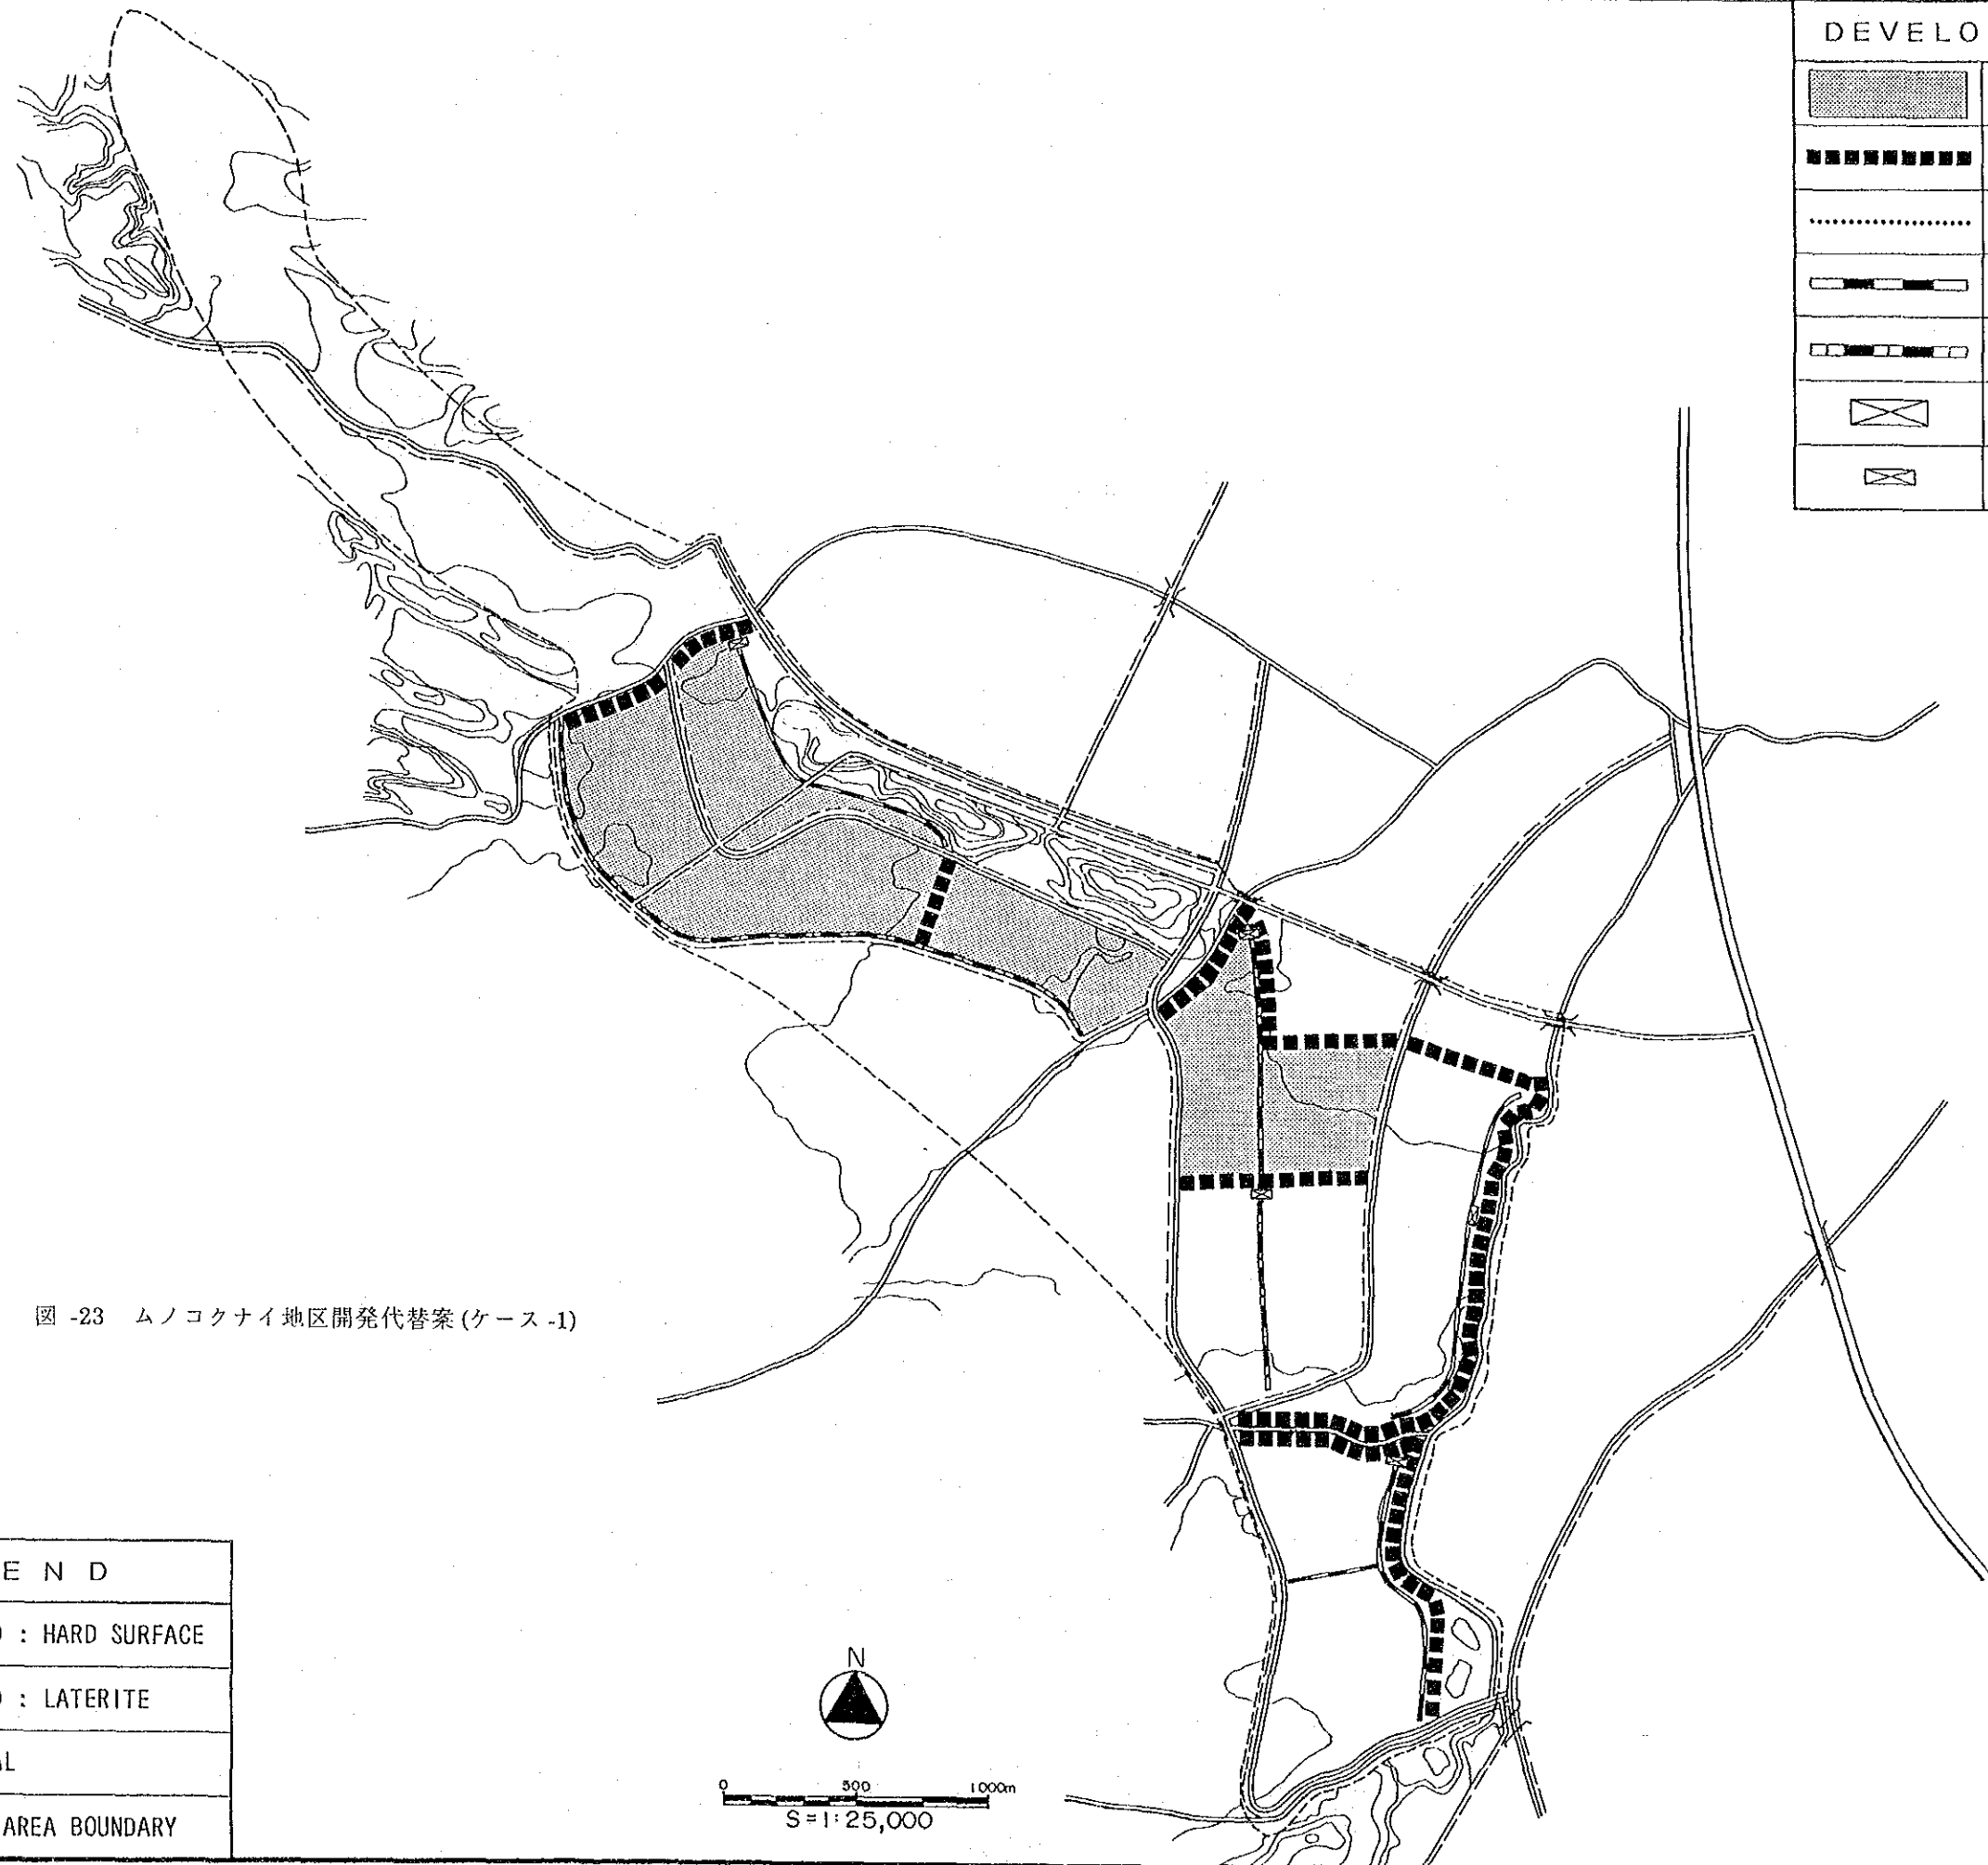 DEVELO
図 -23 ムノコクナイ地区開発代替案 (ケース -1)
E N D
: HARD SURFACE
: LATERITE
AL
AREA BOUNDARY
N
0 500 1000m
S=1:25,000